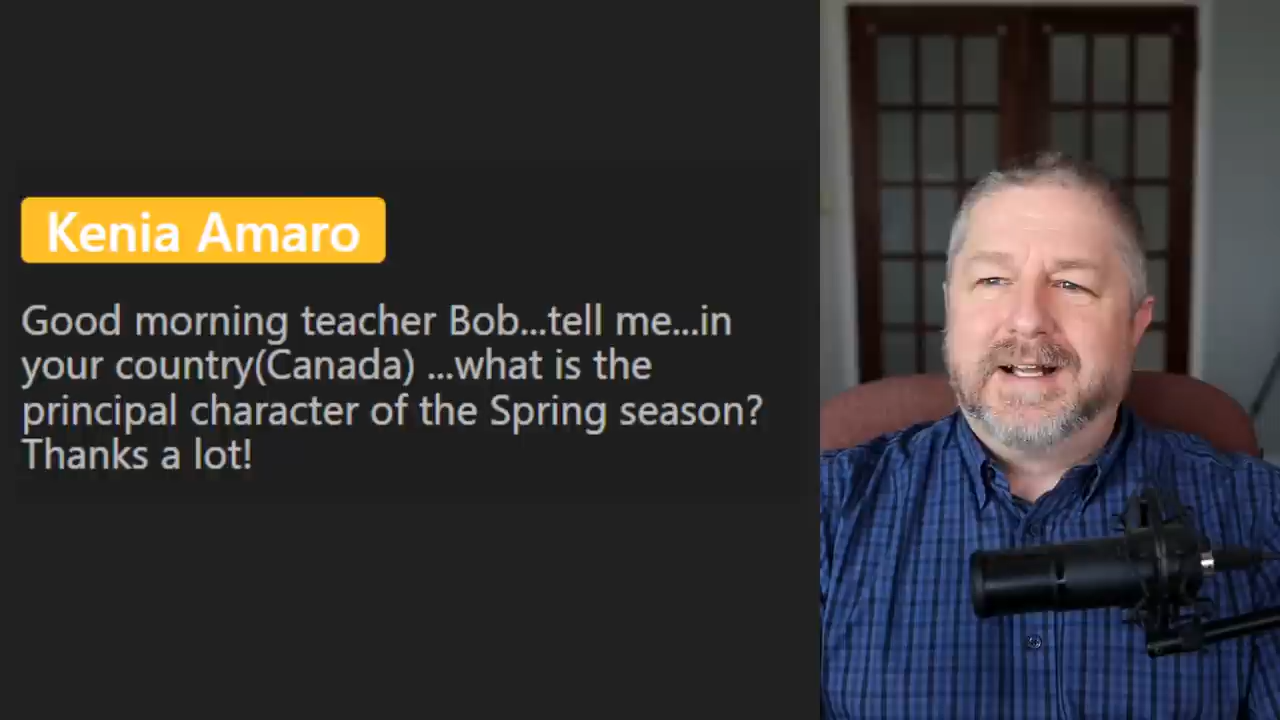 Kenia Amaro
Good morning teacher Bob...tell me...in
your country(Canada) ...what is the
principal character of the Spring season?
Thanks a lot!